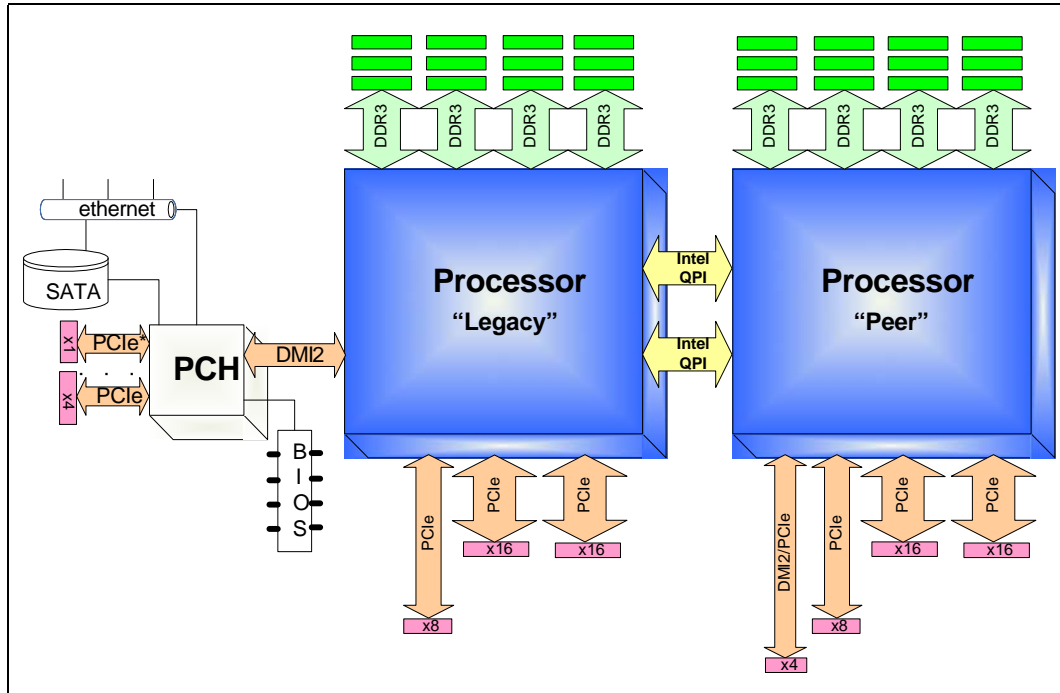 DDR3
DDR3
DDR3
DDR3
DDR3
DDR3
DDR3
DDR3
ethernet
SATA
Processor
“Legacy”
Intel
QPI
Intel
QPI
Processor
“Peer”
x1
PCIe*
. . .
x4
PCIe
PCH
DMI2
B
I
O
S
PCIe
x8
PCIe
x16
PCIe
x16
DMI2/PCIe
x4
PCIe
x8
PCIe
x16
PCIe
x16